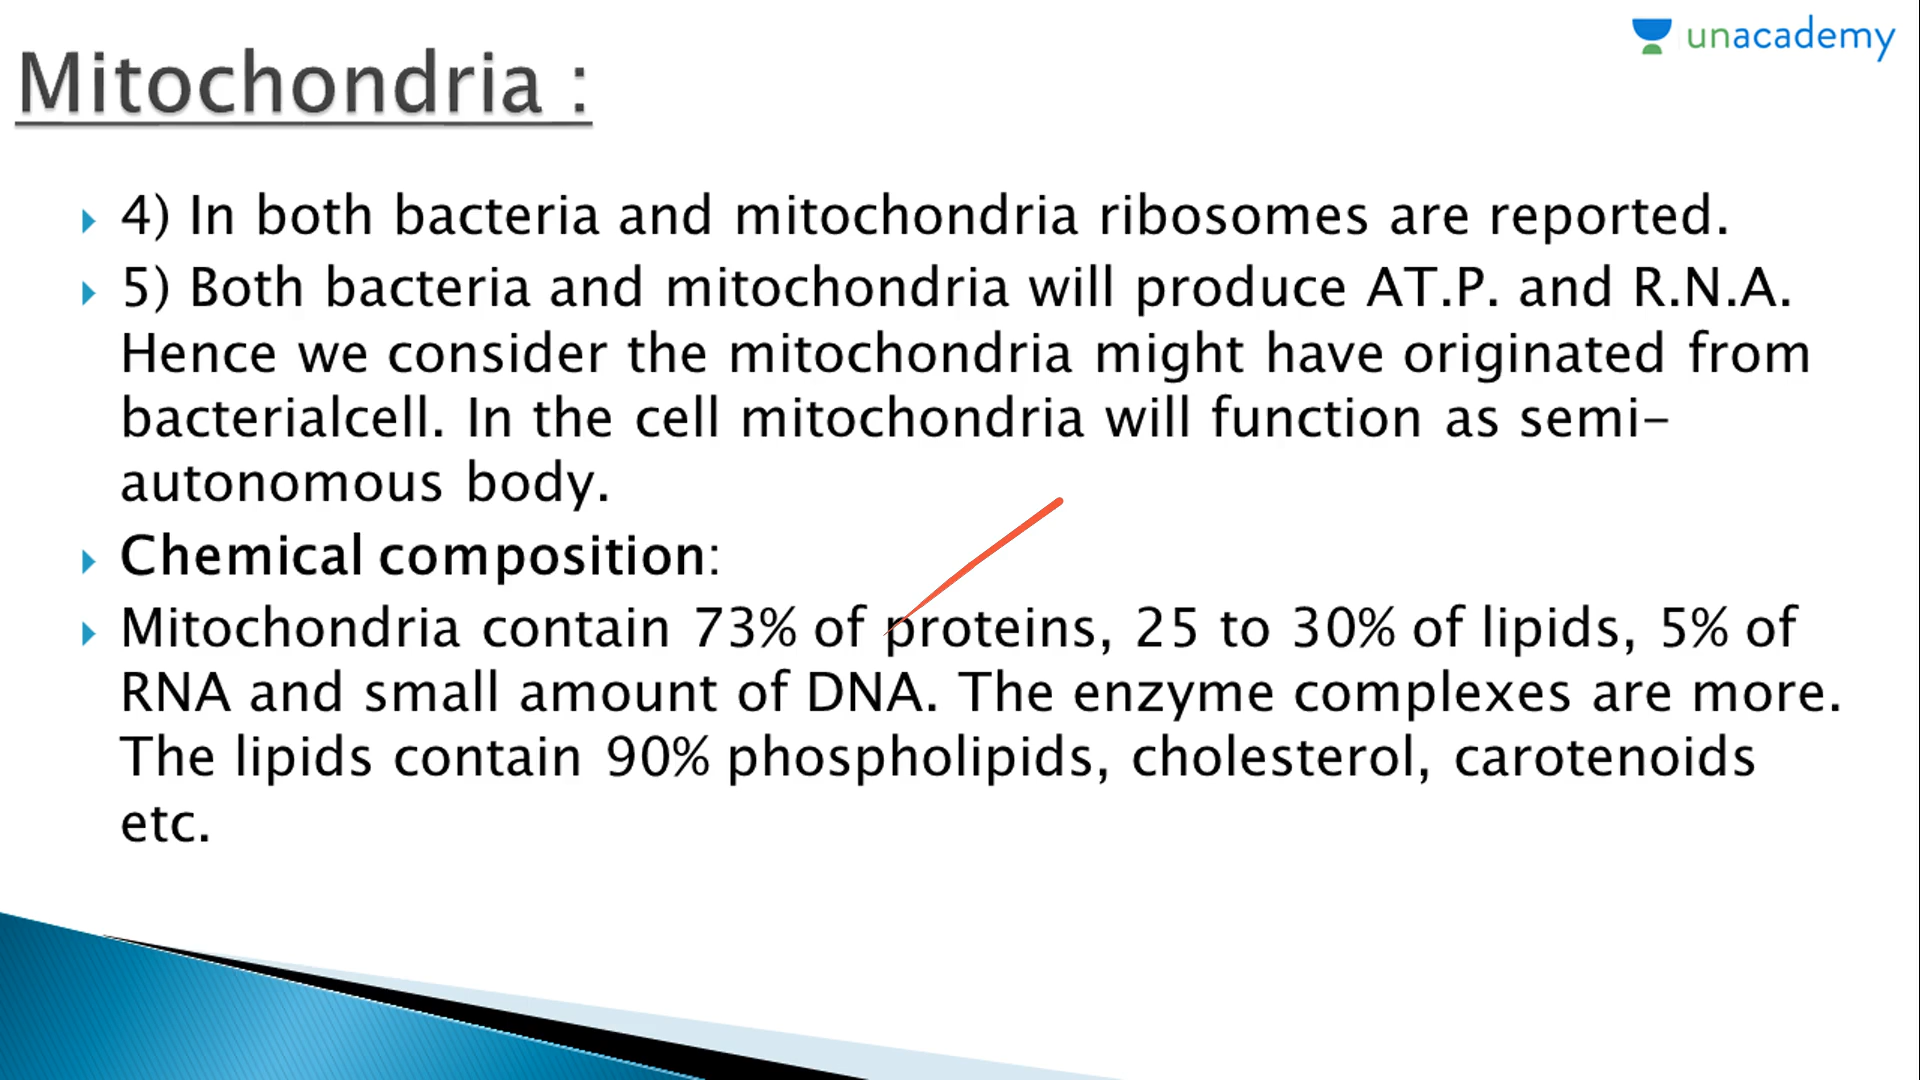 unacademy
Mitochondria :
4) In both bacteria and mitochondria ribosomes are reported.
5) Both bacteria and mitochondria will produce AT.P. and R.N.A.
Hence we consider the mitochondria might have originated from
bacterialcell. In the cell mitochondria will function as semi-
autonomous body.
Chemical composition:
Mitochondria contain 73% of proteins, 25 to 30% of lipids, 5% of
RNA and small amount of DNA. The enzyme complexes are more.
The lipids contain 90% phospholipids, cholesterol, carotenoids
etc.